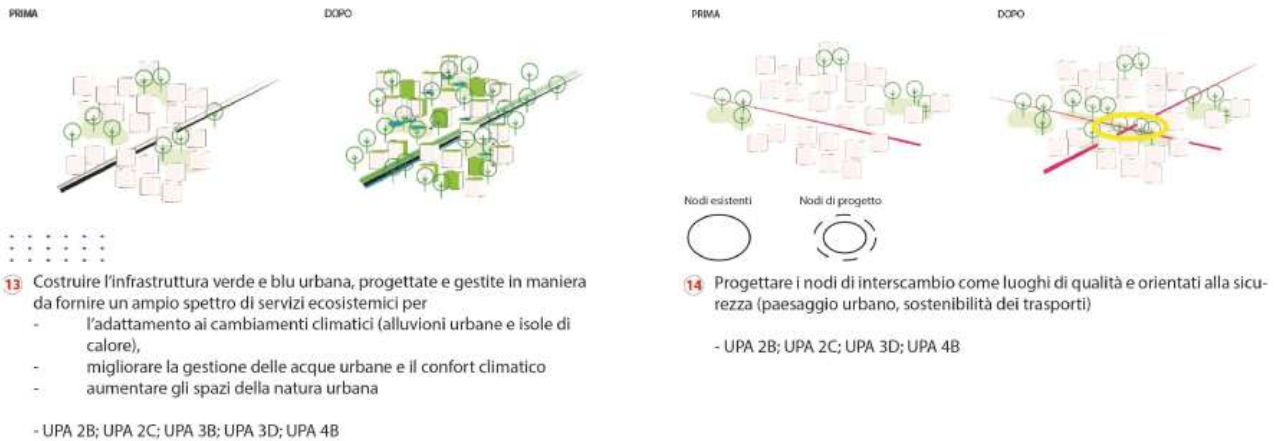 PRIMA
DOPO
13 Costruire l'infrastruttura verde e blu urbana, progettate e gestite in maniera
da fornire un ampio spettro di servizi ecosistemici per
- l'adattamento ai cambiamenti climatici (alluvioni urbane e isole di
calore),
- migliorare la gestione delle acque urbane e il confort climatico
- aumentare gli spazi della natura urbana
- UPA 2B; UPA 2C; UPA 3B; UPA 3D; UPA 4B
PRIMA
DOPO
Nodi esistenti
Nodi di progetto
14 Progettare i nodi di interscambio come luoghi di qualità e orientati alla sicu-
rezza (paesaggio urbano, sostenibilità dei trasporti)
- UPA 2B; UPA 2C; UPA 3D; UPA 4B